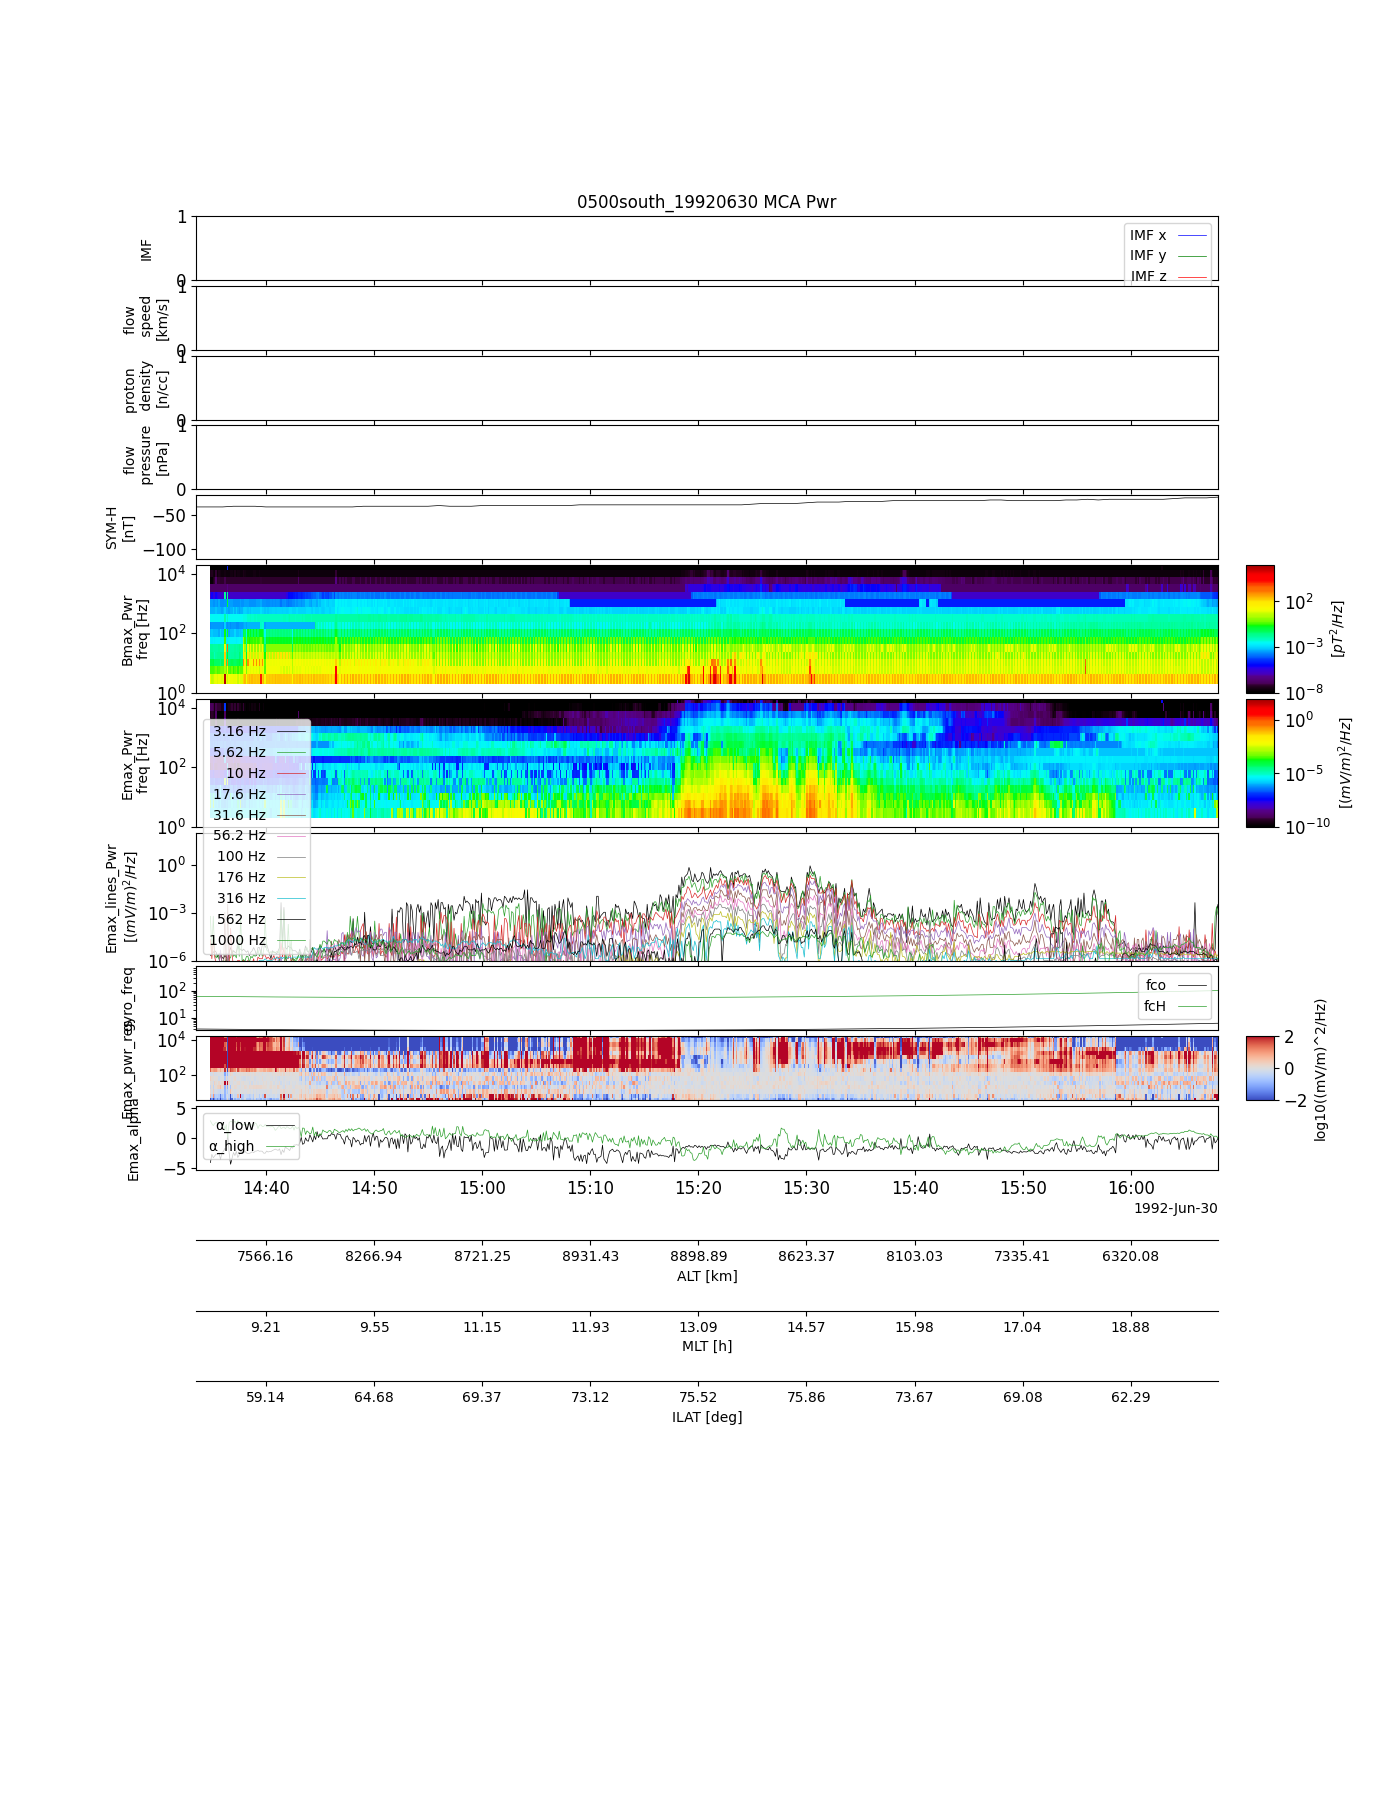 0500south_19920630 MCA Pwr
1
0
IMF
IMF x
IMF y
IMF z
1
0
flow
speed
[km/s]
1
0
proton
density
[n/cc]
1
0
flow
pressure
[nPa]
−50
−100
SYM-H
[nT]
10^4
10^2
10^0
Bmax_Pwr
freq [Hz]
10^2
10^−3
10^−8
[pT^2/Hz]
10^4
10^2
10^0
Emax_Pwr
freq [Hz]
10^0
10^−5
10^−10
[(mV/m)^2/Hz]
3.16 Hz
5.62 Hz
10 Hz
17.6 Hz
31.6 Hz
56.2 Hz
100 Hz
176 Hz
316 Hz
562 Hz
1000 Hz
10^0
10^−3
10^−6
Emax_lines_Pwr
[(mV/m)^2/Hz]
10^2
10^1
gyro_freq
fco
fcH
10^4
10^2
Emax_pwr_reg
2
0
−2
log10((mV/m)^2/Hz)
5
0
−5
Emax_alpha
α_low
α_high
14:40 14:50 15:00 15:10 15:20 15:30 15:40 15:50 16:00
1992-Jun-30
7566.16 8266.94 8721.25 8931.43 8898.89 8623.37 8103.03 7335.41 6320.08
ALT [km]
9.21 9.55 11.15 11.93 13.09 14.57 15.98 17.04 18.88
MLT [h]
59.14 64.68 69.37 73.12 75.52 75.86 73.67 69.08 62.29
ILAT [deg]